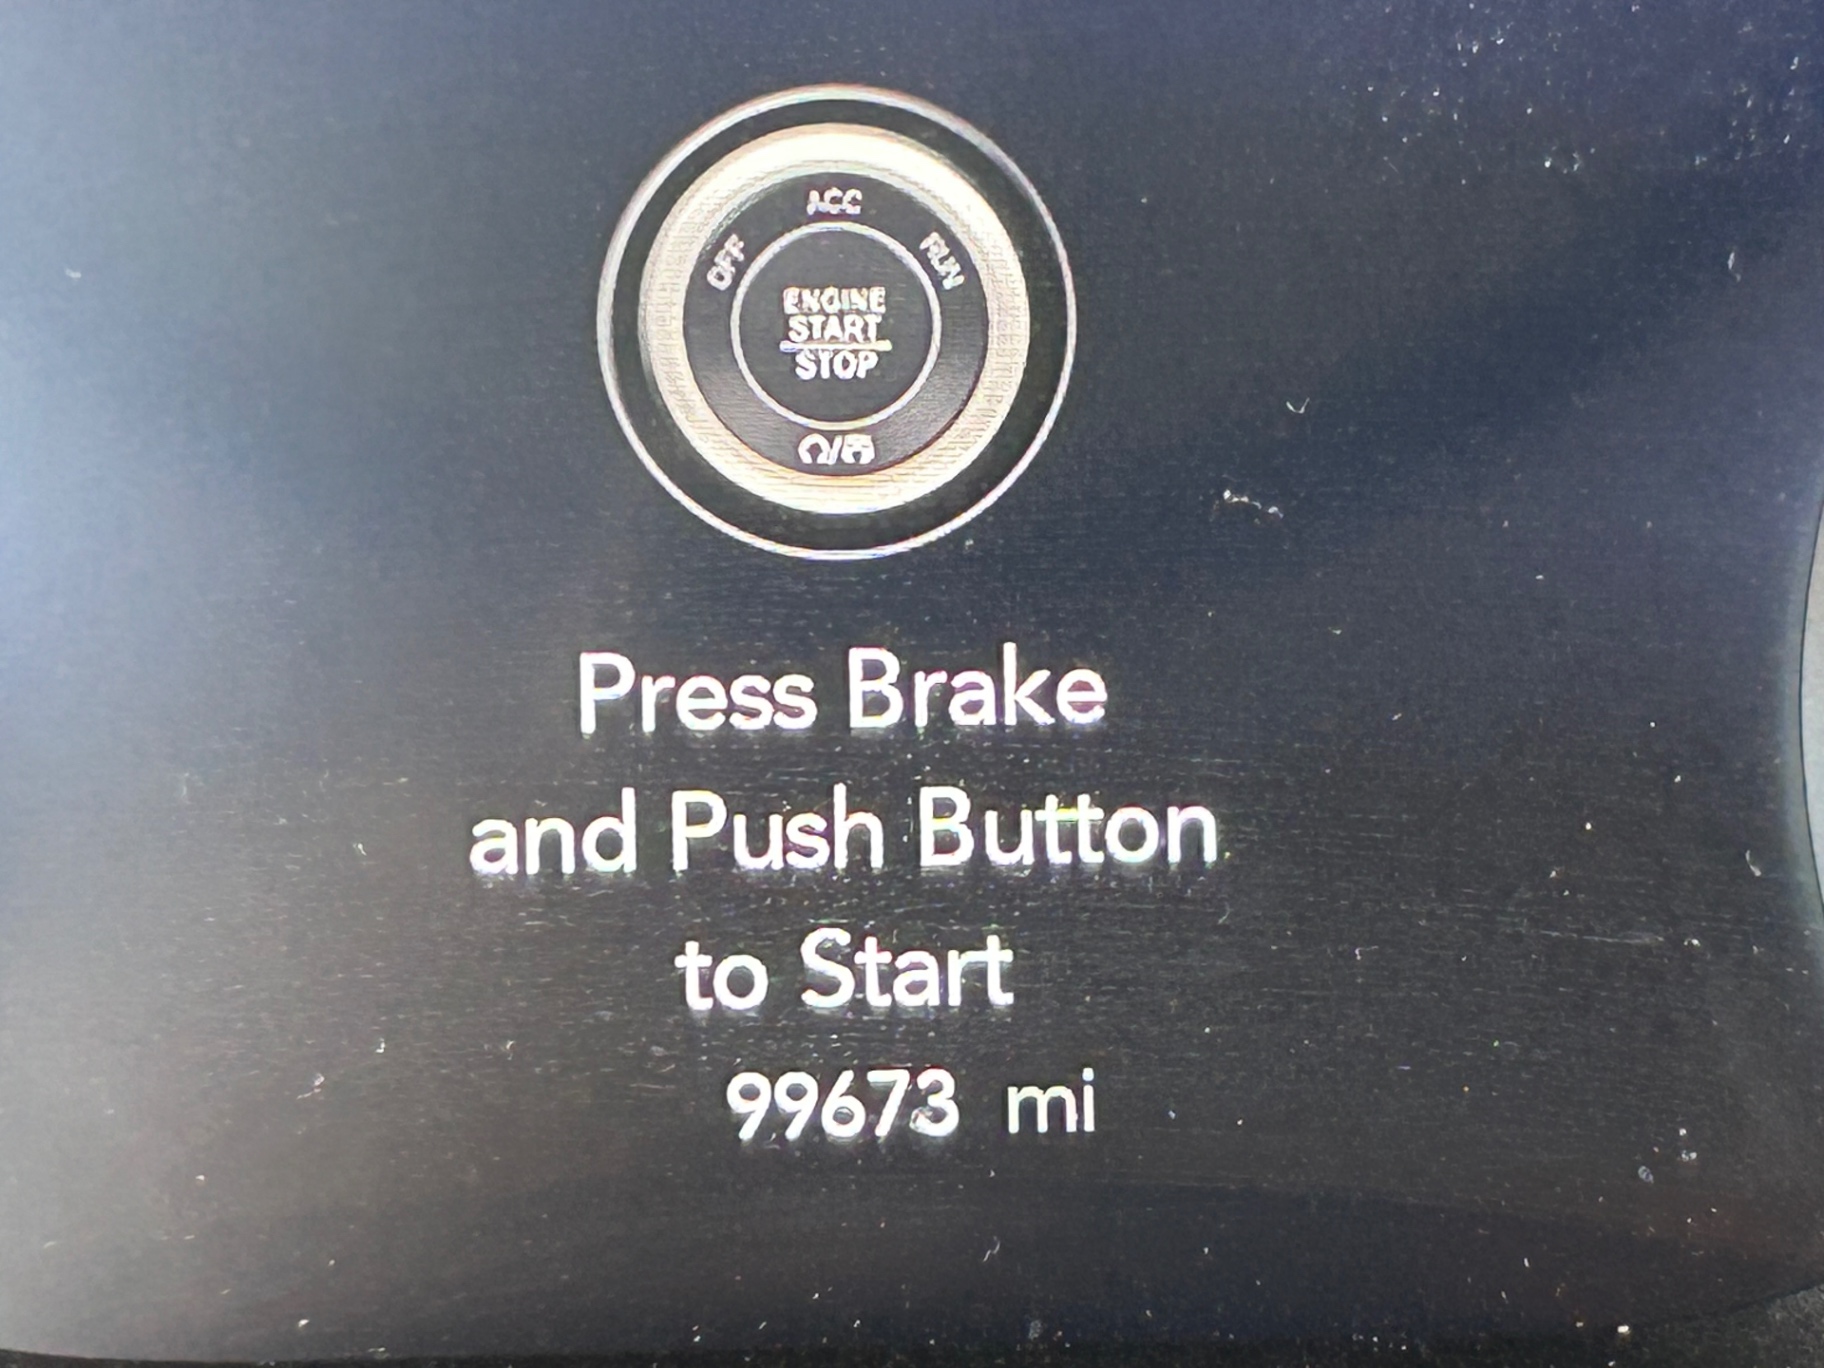 ACC
OFF
RUN
ENGINE
START
STOP
Press Brake
and Push Button
to Start
99673 mi